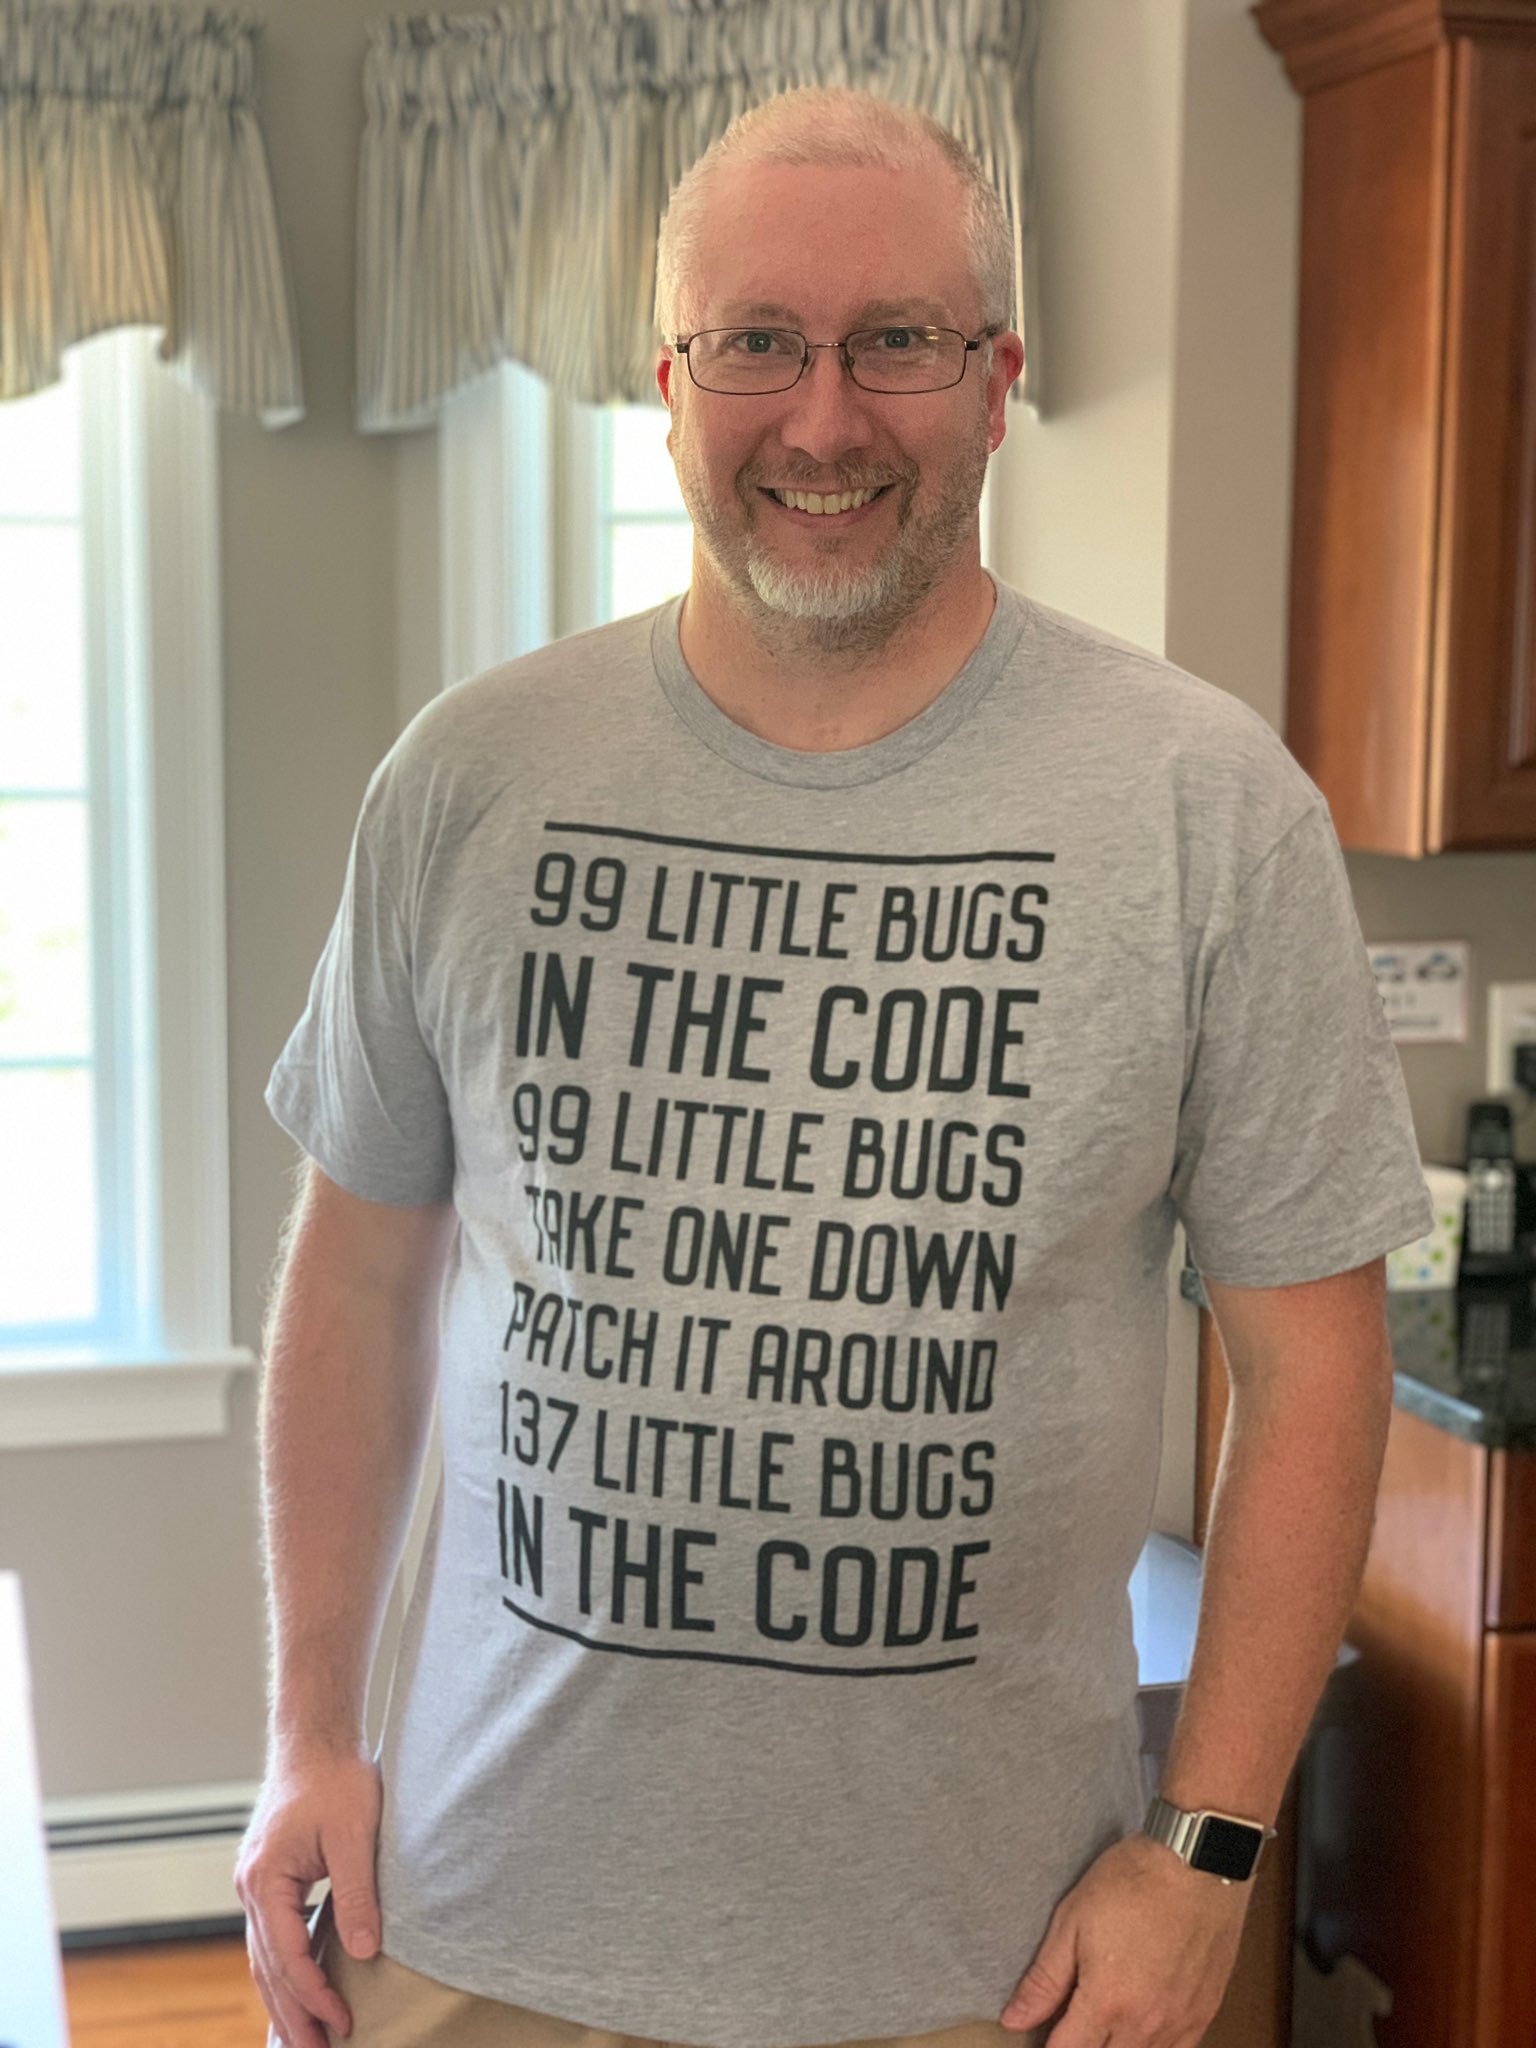 99 LITTLE BUGS
IN THE CODE
99 LITTLE BUGS
TAKE ONE DOWN
PATCH IT AROUND
137 LITTLE BUGS
IN THE CODE